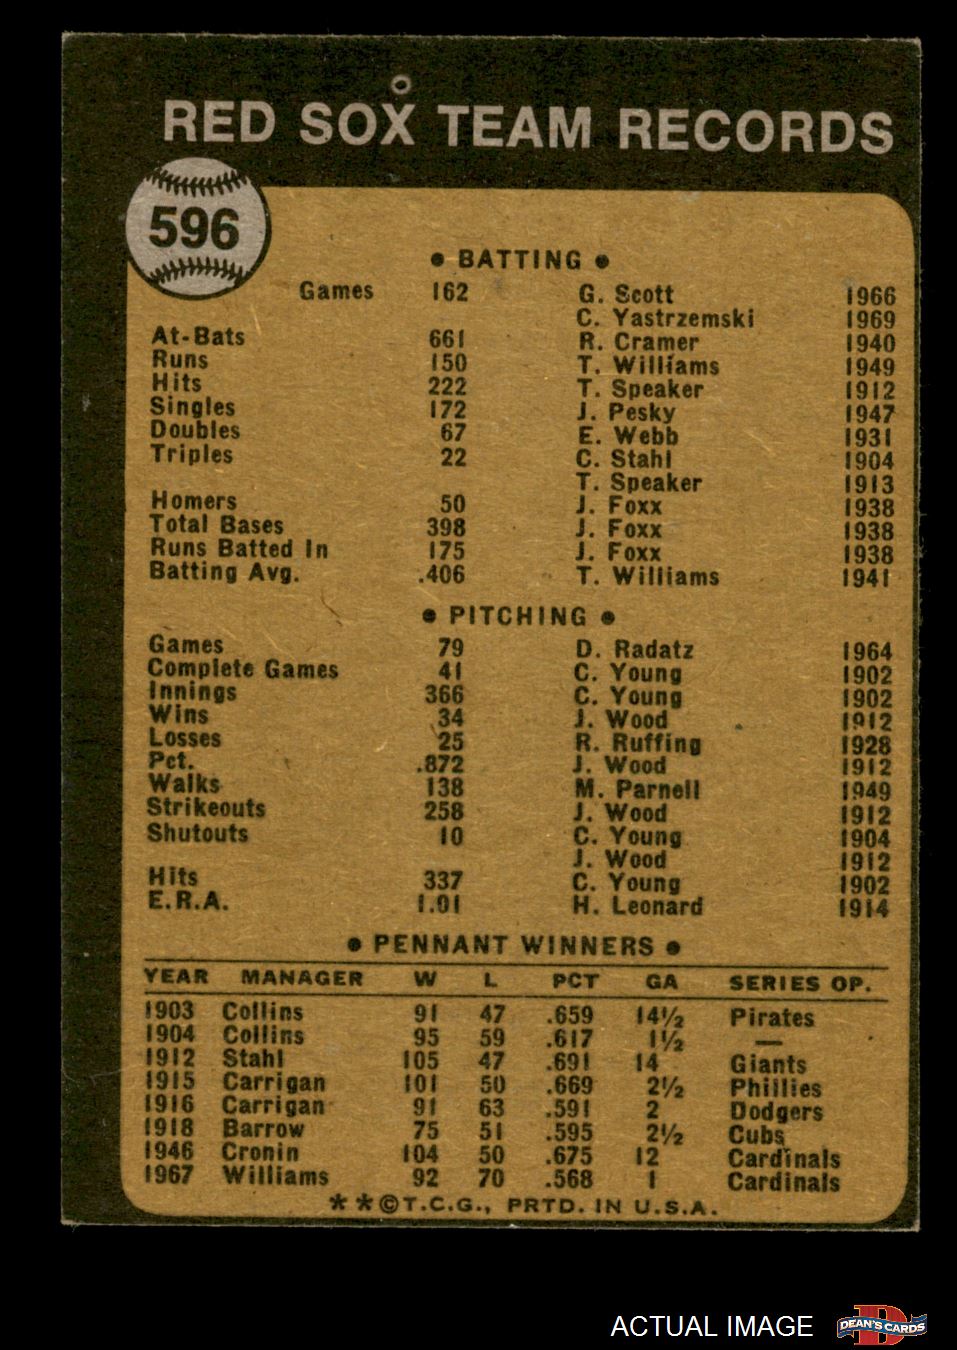 RED SOX TEAM RECORDS
596
• BATTING •
Games 162 G. Scott 1966
C. Yastrzemski 1969
At-Bats 661 R. Cramer 1940
Runs 150 T. Williams 1949
Hits 222 T. Speaker 1912
Singles 172 J. Pesky 1947
Doubles 67 E. Webb 1931
Triples 22 C. Stahl 1904
T. Speaker 1913
Homers 50 J. Foxx 1938
Total Bases 398 J. Foxx 1938
Runs Batted In 175 J. Foxx 1938
Batting Avg. .406 T. Williams 1941
• PITCHING •
Games 79 D. Radatz 1964
Complete Games 41 C. Young 1902
Innings 366 C. Young 1902
Wins 34 J. Wood 1912
Losses 25 R. Ruffing 1928
Pct. .872 J. Wood 1912
Walks 138 M. Parnell 1949
Strikeouts 258 J. Wood 1912
Shutouts 10 C. Young 1904
J. Wood 1912
Hits 337 C. Young 1902
E.R.A. 1.01 H. Leonard 1914
• PENNANT WINNERS •
YEAR MANAGER W L PCT GA SERIES OP.
1903 Collins 91 47 .659 14½ Pirates
1904 Collins 95 59 .617 1½ —
1912 Stahl 105 47 .691 14 Giants
1915 Carrigan 101 50 .669 2½ Phillies
1916 Carrigan 91 63 .591 2 Dodgers
1918 Barrow 75 51 .595 2½ Cubs
1946 Cronin 104 50 .675 12 Cardinals
1967 Williams 92 70 .568 1 Cardinals
**©T.C.G., PRTD. IN U.S.A.
ACTUAL IMAGE
DEAN'S CARDS